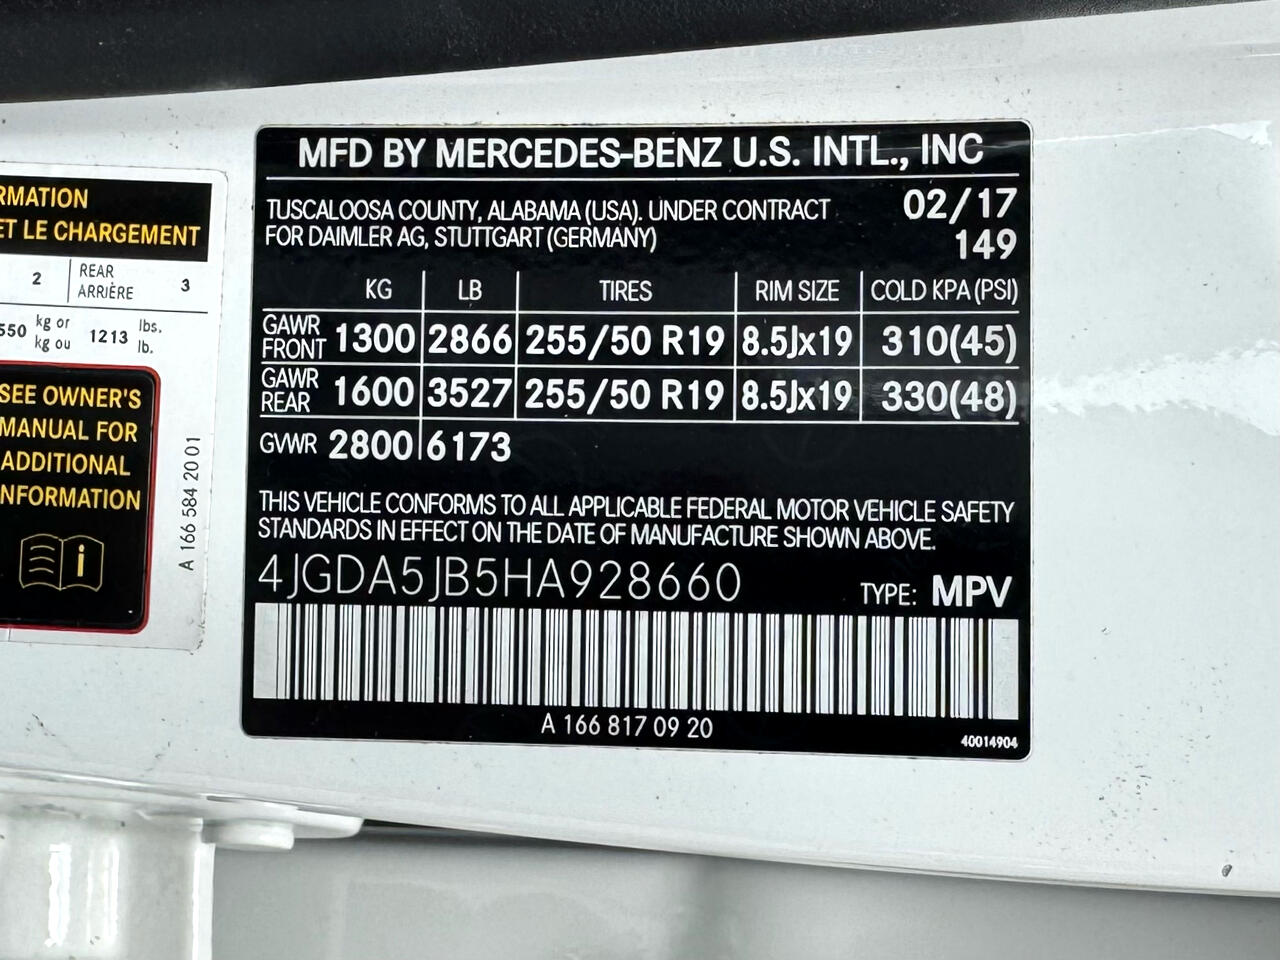 MFD BY MERCEDES-BENZ U.S. INTL., INC
TUSCALOOSA COUNTY, ALABAMA (USA). UNDER CONTRACT
FOR DAIMLER AG, STUTTGART (GERMANY)
02/17
149
KG LB TIRES RIM SIZE COLD KPA (PSI)
GAWR FRONT 1300 2866 255/50 R19 8.5Jx19 310(45)
GAWR REAR 1600 3527 255/50 R19 8.5Jx19 330(48)
GVWR 2800 6173
THIS VEHICLE CONFORMS TO ALL APPLICABLE FEDERAL MOTOR VEHICLE SAFETY
STANDARDS IN EFFECT ON THE DATE OF MANUFACTURE SHOWN ABOVE.
4JGDA5JB5HA928660 TYPE: MPV
A 166 817 09 20
40014904
RMATION
ET LE CHARGEMENT
2 REAR ARRIÈRE 3
550 kg or kg ou 1213 lbs. lb.
SEE OWNER'S
MANUAL FOR
ADDITIONAL
NFORMATION
i
A 166 584 20 01